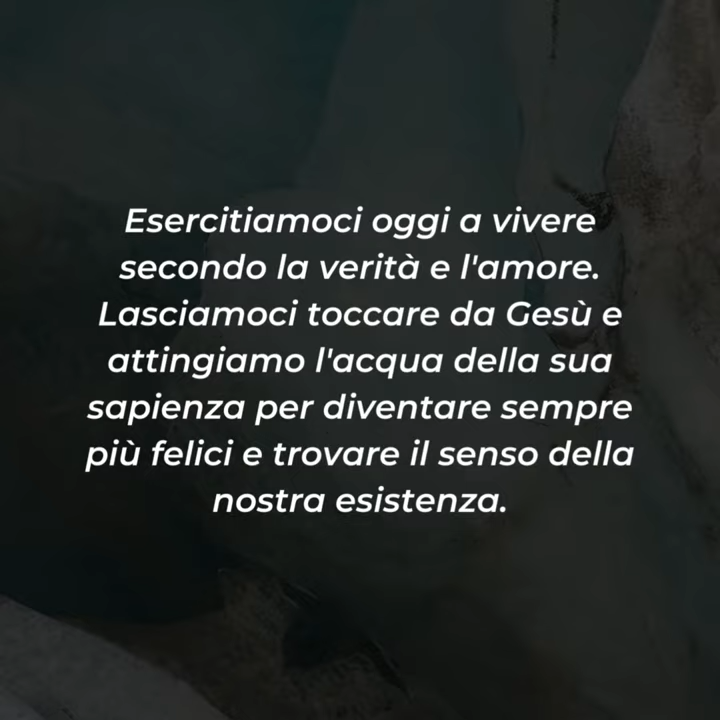 Esercitiamoci oggi a vivere
secondo la verità e l'amore.
Lasciamoci toccare da Gesù e
attingiamo l'acqua della sua
sapienza per diventare sempre
più felici e trovare il senso della
nostra esistenza.